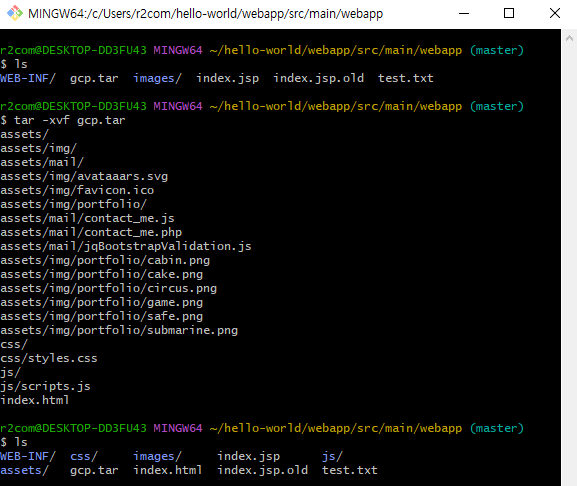 MINGW64:/c/Users/r2com/hello-world/webapp/src/main/webapp
r2com@DESKTOP-DD3FU43 MINGW64 ~/hello-world/webapp/src/main/webapp (master)
$ ls
WEB-INF/  gcp.tar  images/  index.jsp  index.jsp.old  test.txt
r2com@DESKTOP-DD3FU43 MINGW64 ~/hello-world/webapp/src/main/webapp (master)
$ tar -xvf gcp.tar
assets/
assets/img/
assets/mail/
assets/img/avataaars.svg
assets/img/favicon.ico
assets/img/portfolio/
assets/mail/contact_me.js
assets/mail/contact_me.php
assets/mail/jqBootstrapValidation.js
assets/img/portfolio/cabin.png
assets/img/portfolio/cake.png
assets/img/portfolio/circus.png
assets/img/portfolio/game.png
assets/img/portfolio/safe.png
assets/img/portfolio/submarine.png
css/
css/styles.css
js/
js/scripts.js
index.html
r2com@DESKTOP-DD3FU43 MINGW64 ~/hello-world/webapp/src/main/webapp (master)
$ ls
WEB-INF/  css/     images/     index.jsp      js/
assets/   gcp.tar  index.html  index.jsp.old  test.txt